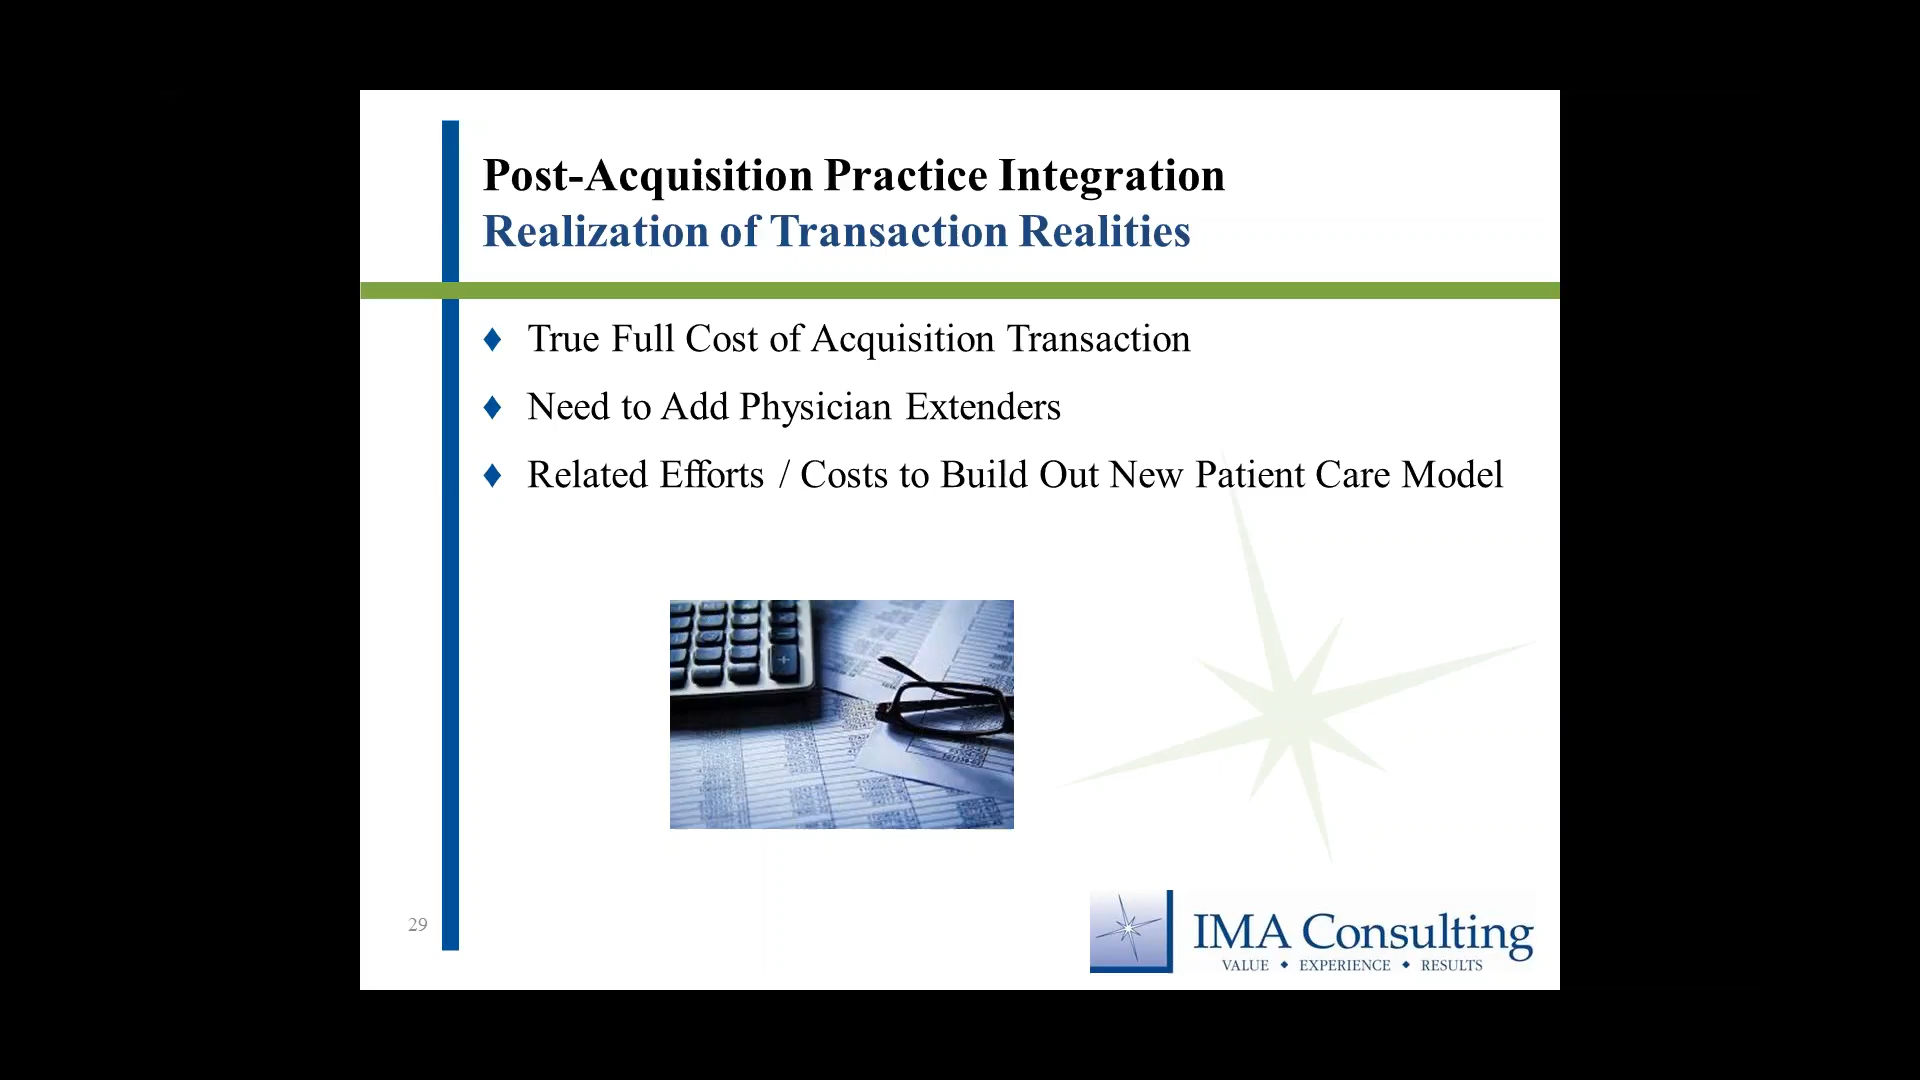 Post-Acquisition Practice Integration
Realization of Transaction Realities
♦ True Full Cost of Acquisition Transaction
♦ Need to Add Physician Extenders
♦ Related Efforts / Costs to Build Out New Patient Care Model
29
IMA Consulting
VALUE ♦ EXPERIENCE ♦ RESULTS